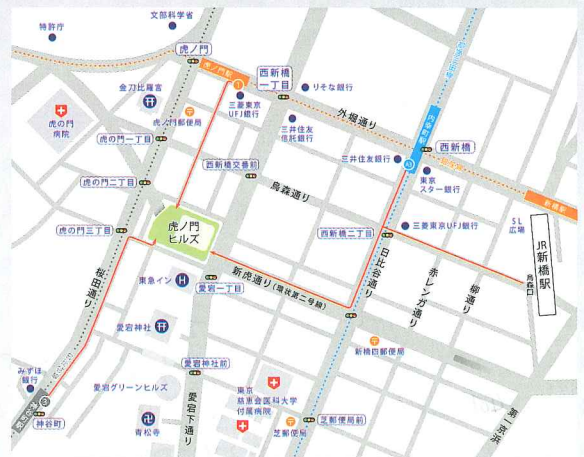 文部科学省
特許庁
虎ノ門
虎ノ門駅
1
西新橋
一丁目
りそな銀行
金刀比羅宮
三菱東京
UFJ銀行
外堀通り
虎の門
病院
虎ノ門郵便局
三井住友
信託銀行
内幸町駅
西新橋
虎の門一丁目
西新橋交番前
三井住友銀行
A3
東京
スター銀行
虎の門二丁目
烏森通り
新橋駅
虎ノ門
ヒルズ
虎の門三丁目
西新橋二丁目
三菱東京UFJ銀行
SL
広場
JR
新橋駅
烏森口
桜田通り
東急イン
H
愛宕一丁目
新虎通り(環状第二号線)
日比谷通り
赤レンガ通り
柳通り
愛宕神社
新橋四郵便局
みずほ
銀行
愛宕神社前
愛宕グリーンヒルズ
東京
慈恵会医科大学
付属病院
3
神谷町
青松寺
愛宕下通り
芝郵便局
芝郵便局前
第一京浜